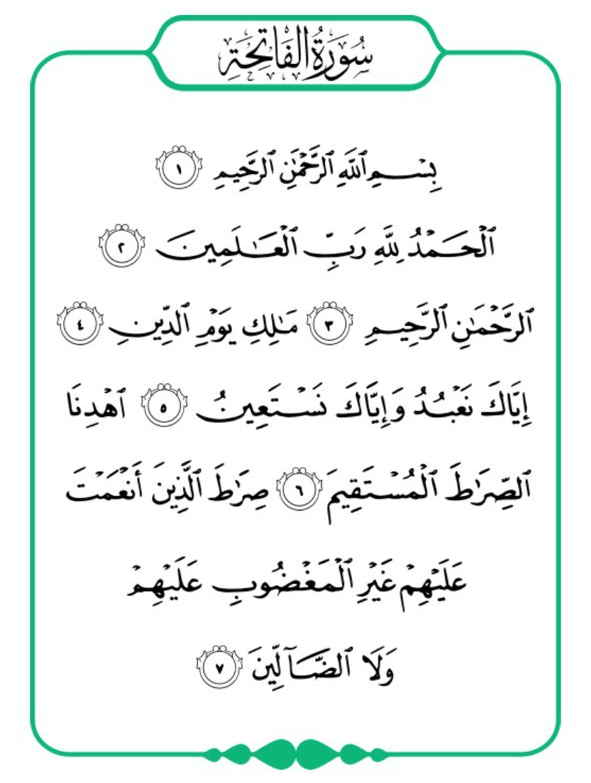 سُورَةُ الْفَاتِحَةِ
بِسۡمِ ٱللَّهِ ٱلرَّحۡمَٰنِ ٱلرَّحِيمِ ١
ٱلۡحَمۡدُ لِلَّهِ رَبِّ ٱلۡعَٰلَمِينَ ٢
ٱلرَّحۡمَٰنِ ٱلرَّحِيمِ ٣ مَٰلِكِ يَوۡمِ ٱلدِّينِ ٤
إِيَّاكَ نَعۡبُدُ وَإِيَّاكَ نَسۡتَعِينُ ٥ ٱهۡدِنَا
ٱلصِّرَٰطَ ٱلۡمُسۡتَقِيمَ ٦ صِرَٰطَ ٱلَّذِينَ أَنۡعَمۡتَ
عَلَيۡهِمۡ غَيۡرِ ٱلۡمَغۡضُوبِ عَلَيۡهِمۡ
وَلَا ٱلضَّآلِّينَ ٧